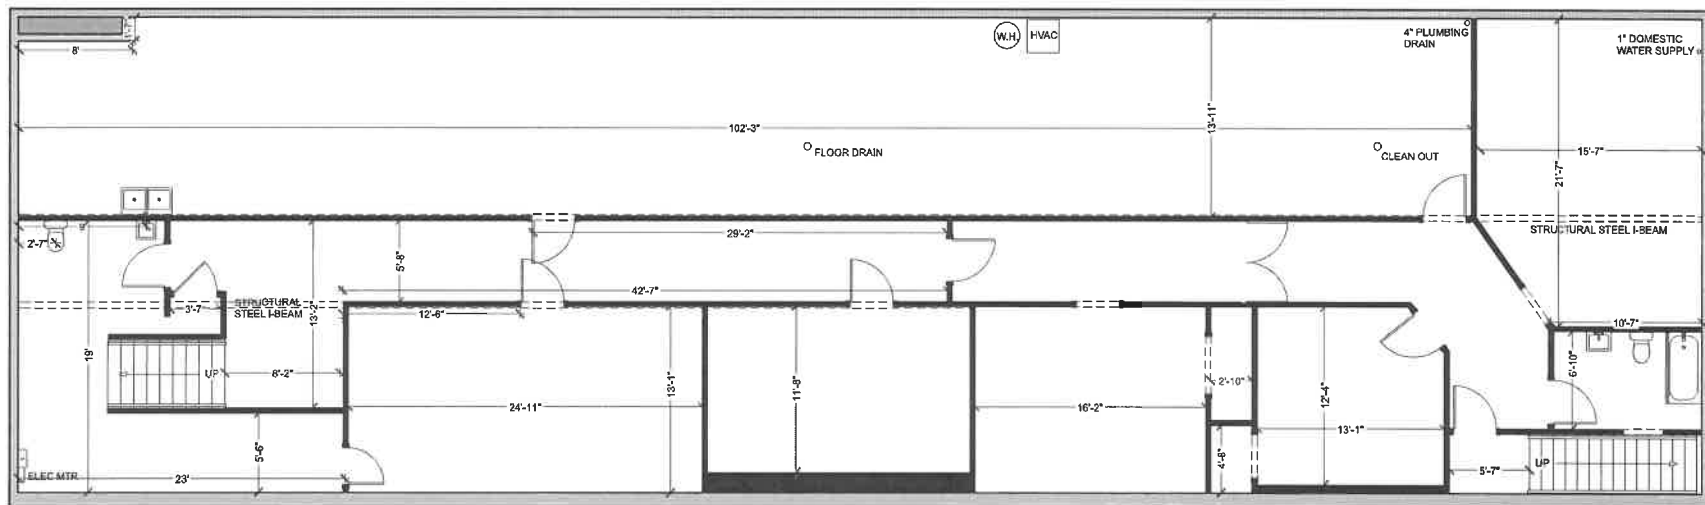 1'-7"
8'
W.H.
HVAC
4" PLUMBING
DRAIN
1" DOMESTIC
WATER SUPPLY
102'-3"
13'-11"
FLOOR DRAIN
CLEAN OUT
15'-7"
21'-7"
2'-7"
29'-2"
5'-8"
STRUCTURAL STEEL I-BEAM
42'-7"
3'-7
STRUCTURAL
STEEL I-BEAM
13'-2"
12'-6"
10'-7"
19'
UP
8'-2"
6'-10"
13'-1"
11'-8"
2'-10"
12'-4"
24'-11"
16'-2"
13'-1"
5'-6"
4'-8"
ELEC MTR
23'
5'-7"
UP